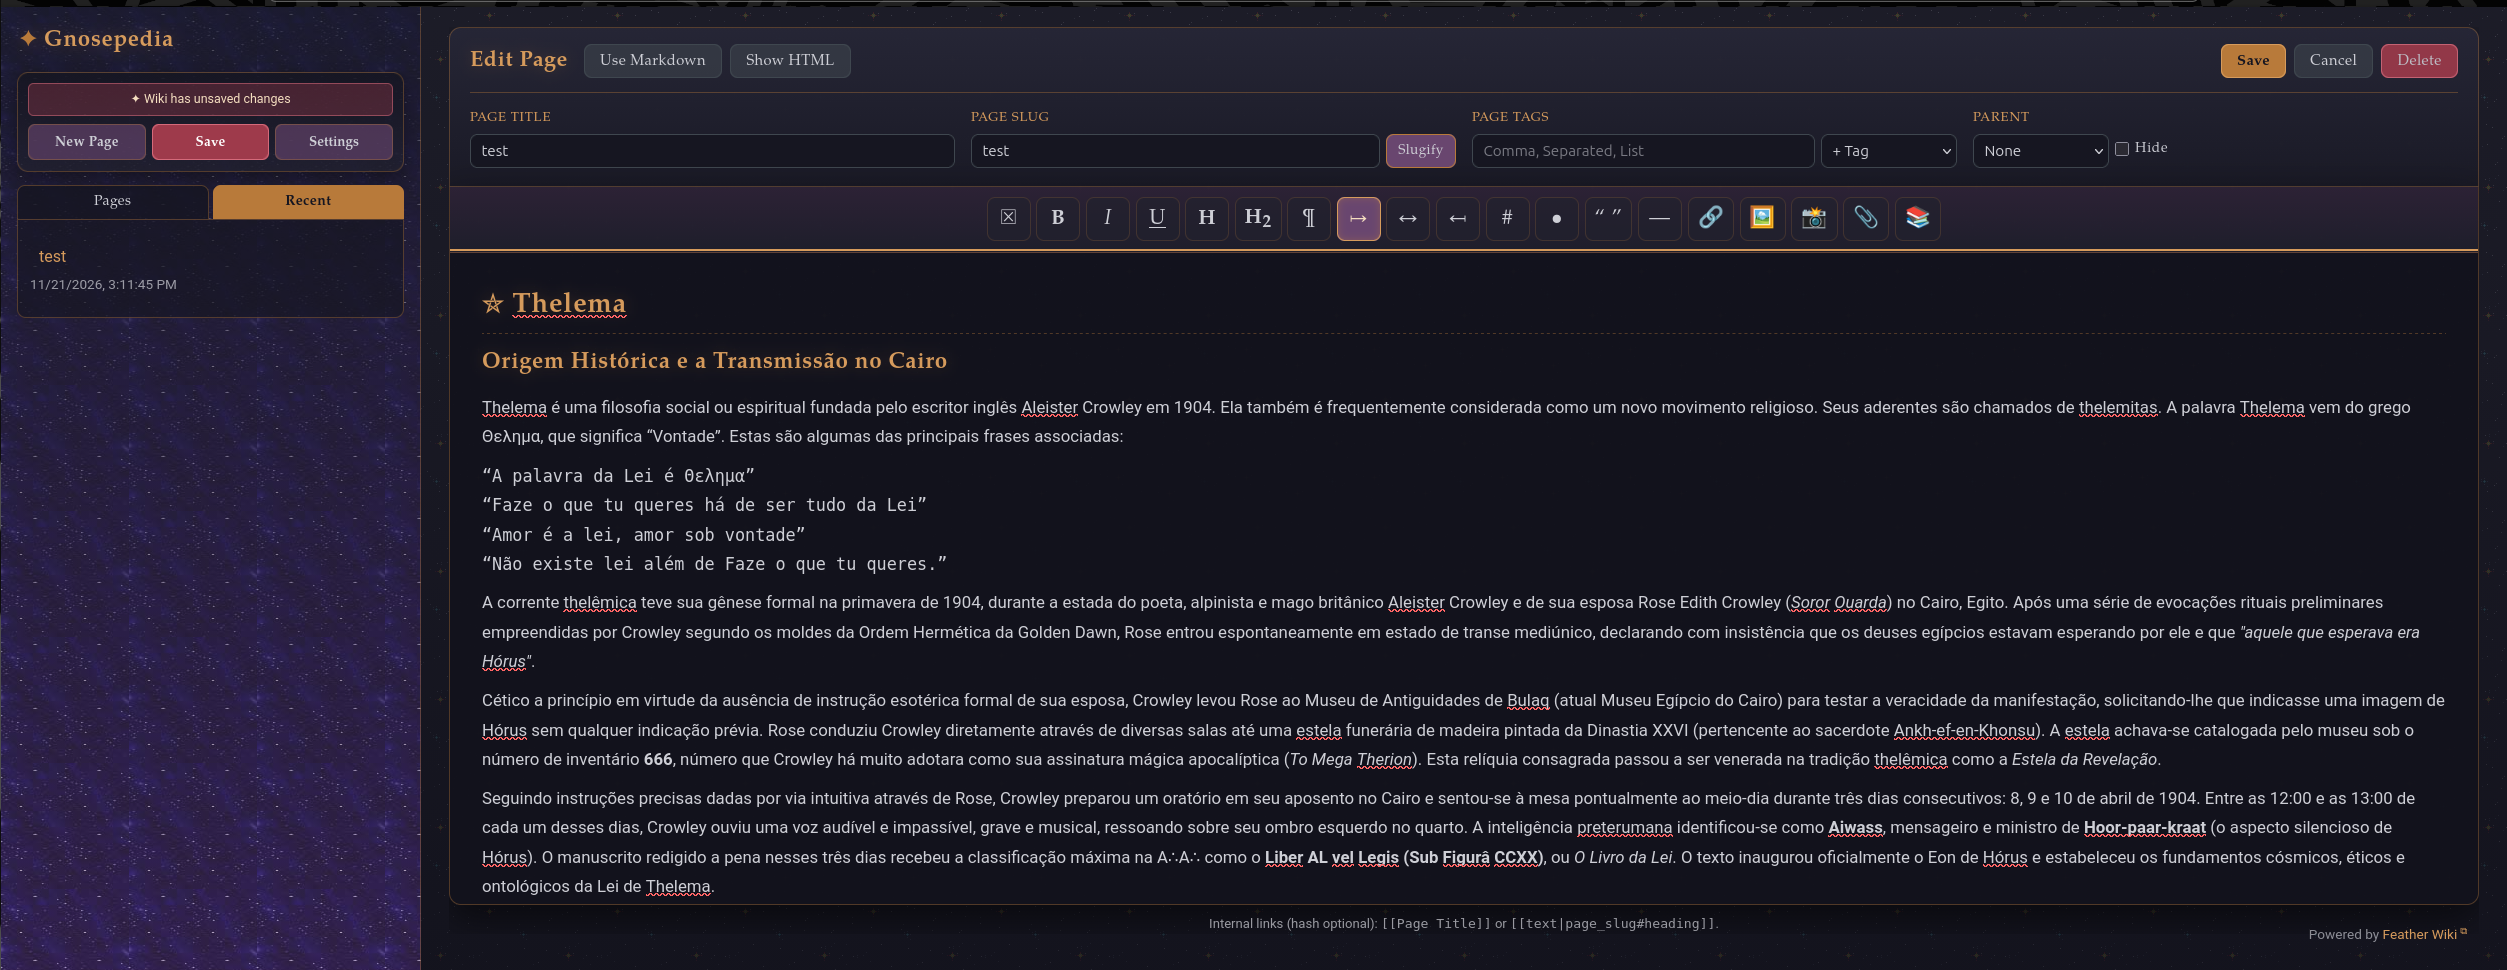 ✦ Gnosepedia
✦ Wiki has unsaved changes
New Page Save Settings
Pages Recent
test
11/21/2026, 3:11:45 PM
Edit Page Use Markdown Show HTML Save Cancel Delete
PAGE TITLE PAGE SLUG PAGE TAGS PARENT
test test Slugify Comma, Separated, List + Tag None Hide
B I U H H2 ¶ ↦ ↔ ↤ # • “ ” —
☆ Thelema
Origem Histórica e a Transmissão no Cairo
Thelema é uma filosofia social ou espiritual fundada pelo escritor inglês Aleister Crowley em 1904. Ela também é frequentemente considerada como um novo movimento religioso. Seus aderentes são chamados de thelemitas. A palavra Thelema vem do grego
Θελημα, que significa “Vontade”. Estas são algumas das principais frases associadas:
“A palavra da Lei é θελημα”
“Faze o que tu queres há de ser tudo da Lei”
“Amor é a lei, amor sob vontade”
“Não existe lei além de Faze o que tu queres.”
A corrente thelêmica teve sua gênese formal na primavera de 1904, durante a estada do poeta, alpinista e mago britânico Aleister Crowley e de sua esposa Rose Edith Crowley (Soror Ouarda) no Cairo, Egito. Após uma série de evocações rituais preliminares
empreendidas por Crowley segundo os moldes da Ordem Hermética da Golden Dawn, Rose entrou espontaneamente em estado de transe mediúnico, declarando com insistência que os deuses egípcios estavam esperando por ele e que "aquele que esperava era
Hórus".
Cético a princípio em virtude da ausência de instrução esotérica formal de sua esposa, Crowley levou Rose ao Museu de Antiguidades de Bulaq (atual Museu Egípcio do Cairo) para testar a veracidade da manifestação, solicitando-lhe que indicasse uma imagem de
Hórus sem qualquer indicação prévia. Rose conduziu Crowley diretamente através de diversas salas até uma estela funerária de madeira pintada da Dinastia XXVI (pertencente ao sacerdote Ankh-ef-en-Khonsu). A estela achava-se catalogada pelo museu sob o
número de inventário 666, número que Crowley há muito adotara como sua assinatura mágica apocalíptica (To Mega Therion). Esta relíquia consagrada passou a ser venerada na tradição thelêmica como a Estela da Revelação.
Seguindo instruções precisas dadas por via intuitiva através de Rose, Crowley preparou um oratório em seu aposento no Cairo e sentou-se à mesa pontualmente ao meio-dia durante três dias consecutivos: 8, 9 e 10 de abril de 1904. Entre as 12:00 e as 13:00 de
cada um desses dias, Crowley ouviu uma voz audível e impassível, grave e musical, ressoando sobre seu ombro esquerdo no quarto. A inteligência preterumana identificou-se como Aiwass, mensageiro e ministro de Hoor-paar-kraat (o aspecto silencioso de
Hórus). O manuscrito redigido a pena nesses três dias recebeu a classificação máxima na A∴A∴ como o Liber AL vel Legis (Sub Figurâ CCXX), ou O Livro da Lei. O texto inaugurou oficialmente o Eon de Hórus e estabeleceu os fundamentos cósmicos, éticos e
ontológicos da Lei de Thelema.
Internal links (hash optional): [[Page Title]] or [[text|page_slug#heading]].
Powered by Feather Wiki